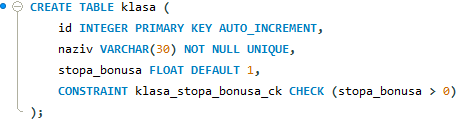 CREATE TABLE klasa (
id INTEGER PRIMARY KEY AUTO_INCREMENT,
naziv VARCHAR(30) NOT NULL UNIQUE,
stopa_bonusa FLOAT DEFAULT 1,
CONSTRAINT klasa_stopa_bonusa_ck CHECK (stopa_bonusa > 0)
);